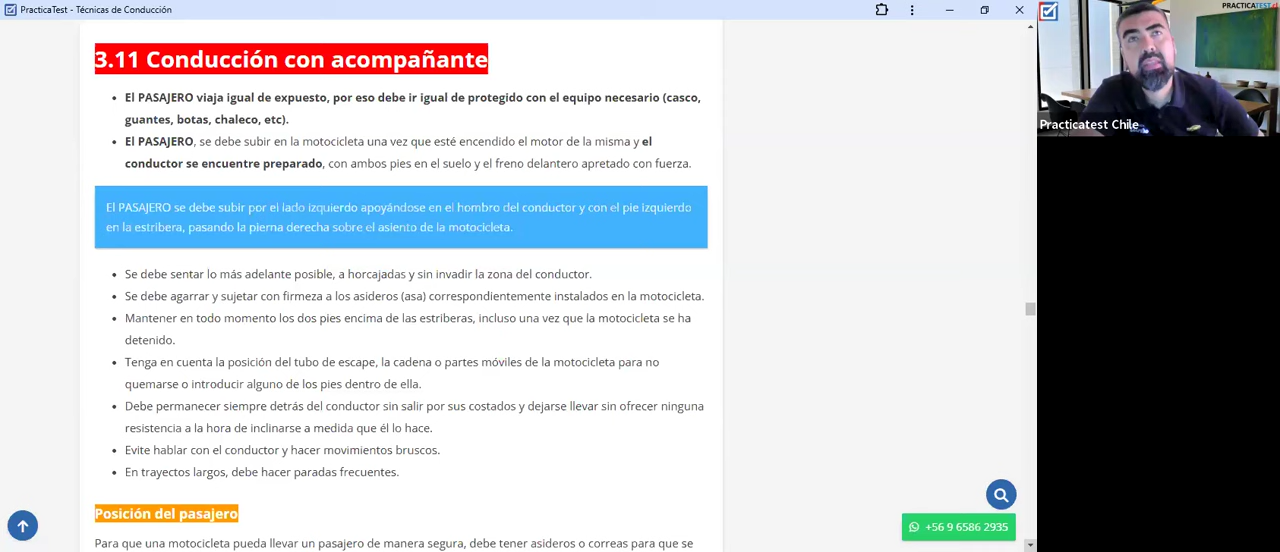 PracticaTest - Técnicas de Conducción
PRACTICATEST.cl
Practicatest Chile
3.11 Conducción con acompañante
• El PASAJERO viaja igual de expuesto, por eso debe ir igual de protegido con el equipo necesario (casco,
guantes, botas, chaleco, etc).
• El PASAJERO, se debe subir en la motocicleta una vez que esté encendido el motor de la misma y el
conductor se encuentre preparado, con ambos pies en el suelo y el freno delantero apretado con fuerza.
El PASAJERO se debe subir por el lado izquierdo apoyándose en el hombro del conductor y con el pie izquierdo
en la estribera, pasando la pierna derecha sobre el asiento de la motocicleta.
• Se debe sentar lo más adelante posible, a horcajadas y sin invadir la zona del conductor.
• Se debe agarrar y sujetar con firmeza a los asideros (asa) correspondientemente instalados en la motocicleta.
• Mantener en todo momento los dos pies encima de las estriberas, incluso una vez que la motocicleta se ha
detenido.
• Tenga en cuenta la posición del tubo de escape, la cadena o partes móviles de la motocicleta para no
quemarse o introducir alguno de los pies dentro de ella.
• Debe permanecer siempre detrás del conductor sin salir por sus costados y dejarse llevar sin ofrecer ninguna
resistencia a la hora de inclinarse a medida que él lo hace.
• Evite hablar con el conductor y hacer movimientos bruscos.
• En trayectos largos, debe hacer paradas frecuentes.
Posición del pasajero
+56 9 6586 2935
Para que una motocicleta pueda llevar un pasajero de manera segura, debe tener asideros o correas para que se